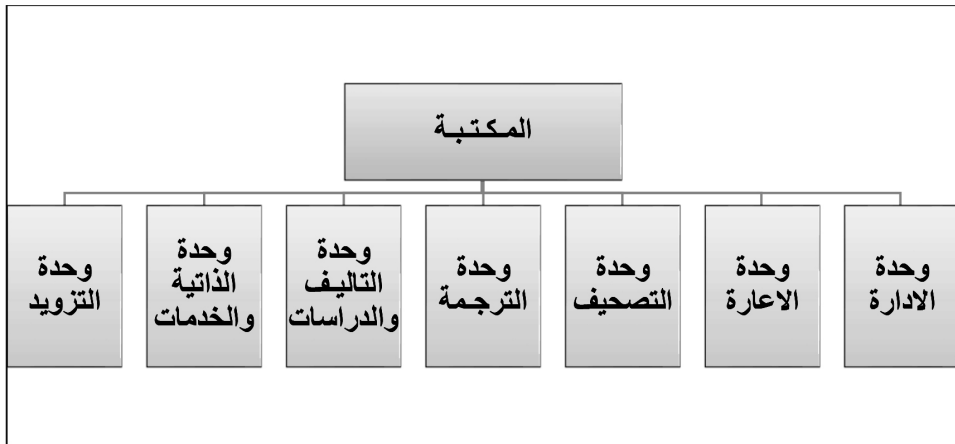 المكتبة
وحدة
الادارة
وحدة
الاعارة
وحدة
التصحيف
وحدة
الترجمة
وحدة
التاليف
والدراسات
وحدة
الذاتية
والخدمات
وحدة
التزويد